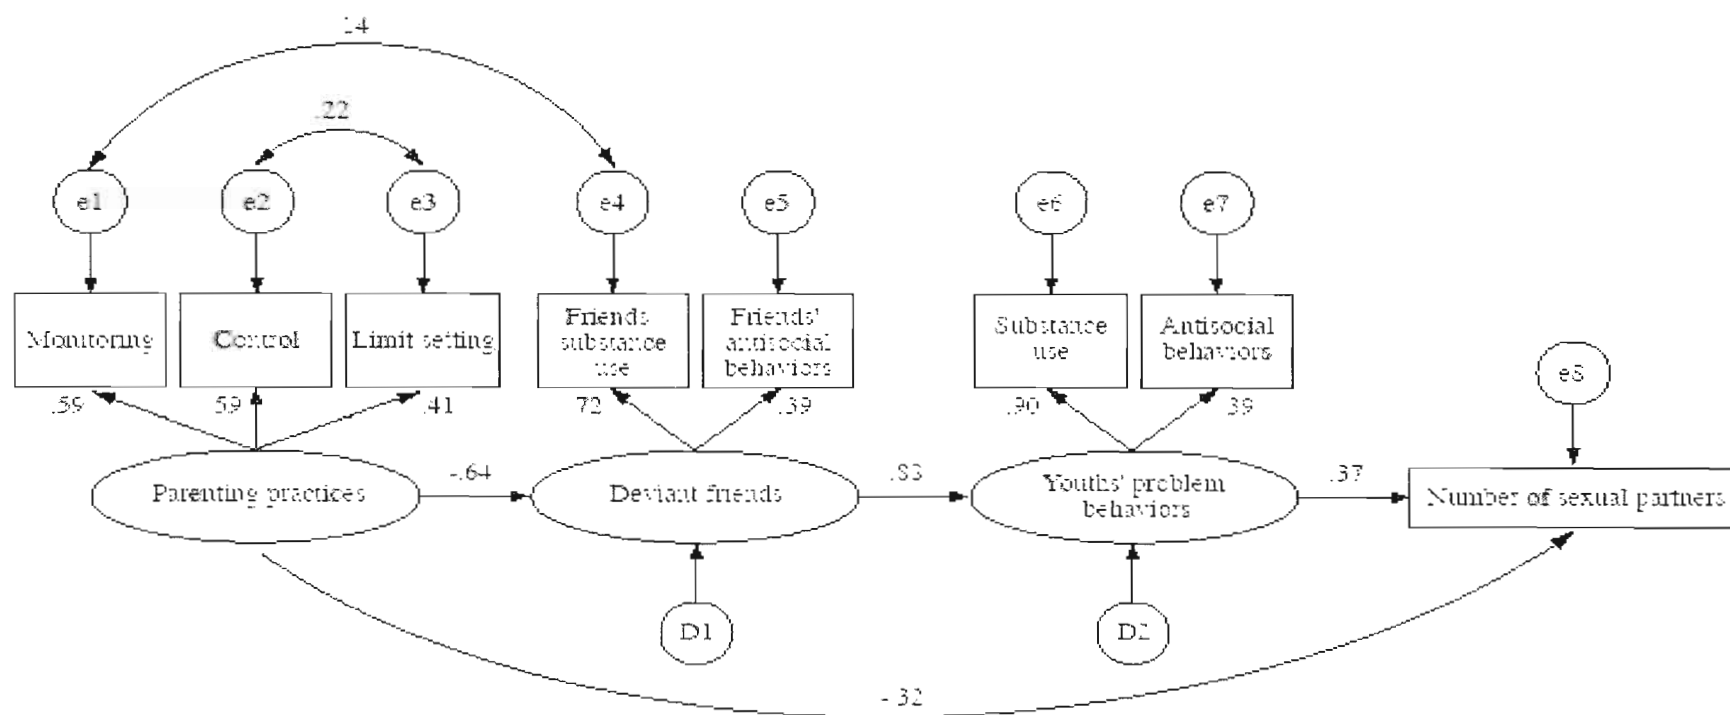 14
.22
e1
e2
e3
e4
e5
e6
e7
Monitoring
Control
Limit setting
Friends
substance
use
Friends'
antisocial
behaviors
Substance
use
Antisocial
behaviors
e8
.59
59
.41
72
.39
.90
39
Parenting practices
-.64
Deviant friends
.83
Youths' problem
behaviors
.37
Number of sexual partners
D1
D2
-.32